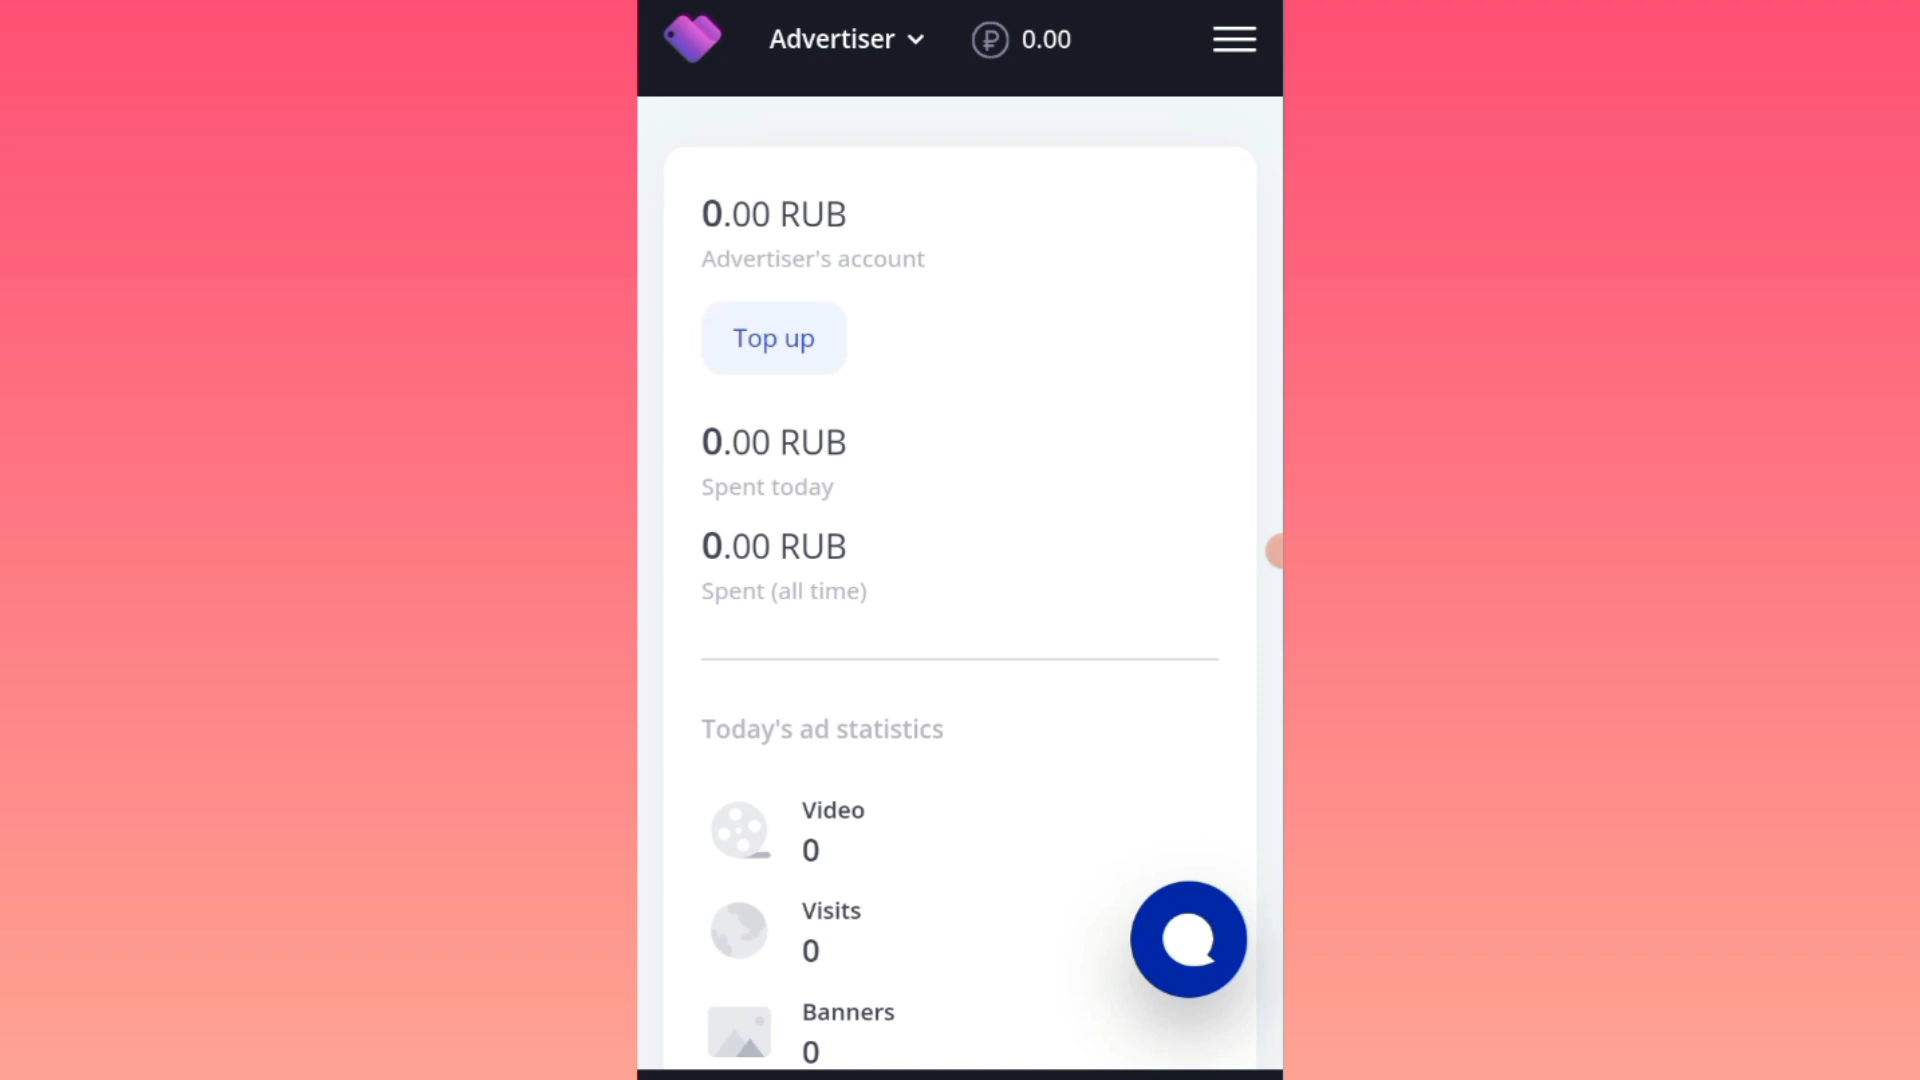 Advertiser ₽ 0.00
0.00 RUB
Advertiser's account
Top up
0.00 RUB
Spent today
0.00 RUB
Spent (all time)
Today's ad statistics
Video
0
Visits
0
Banners
0